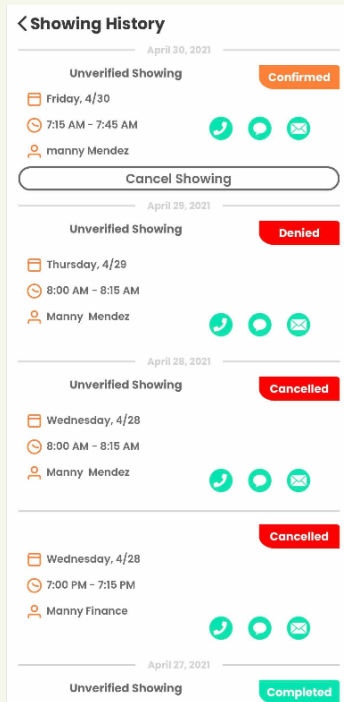 Showing History
April 30, 2021
Unverified Showing
Confirmed
Friday, 4/30
7:15 AM - 7:45 AM
manny Mendez
Cancel Showing
April 29, 2021
Unverified Showing
Denied
Thursday, 4/29
8:00 AM - 8:15 AM
Manny Mendez
April 28, 2021
Unverified Showing
Cancelled
Wednesday, 4/28
8:00 AM - 8:15 AM
Manny Mendez
Cancelled
Wednesday, 4/28
7:00 PM - 7:15 PM
Manny Finance
April 27, 2021
Unverified Showing
Completed